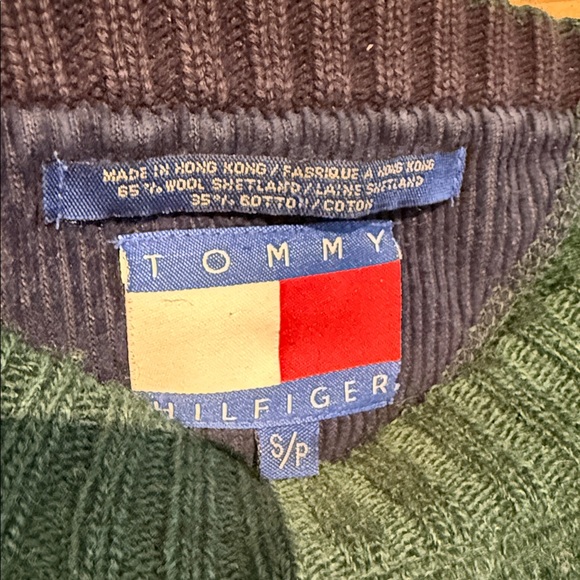 MADE IN HONG KONG / FABRIQUE A HONG KONG
65% WOOL SHETLAND / LAINE SHETLAND
35% COTTON / COTON
TOMMY
HILFIGER
S/P